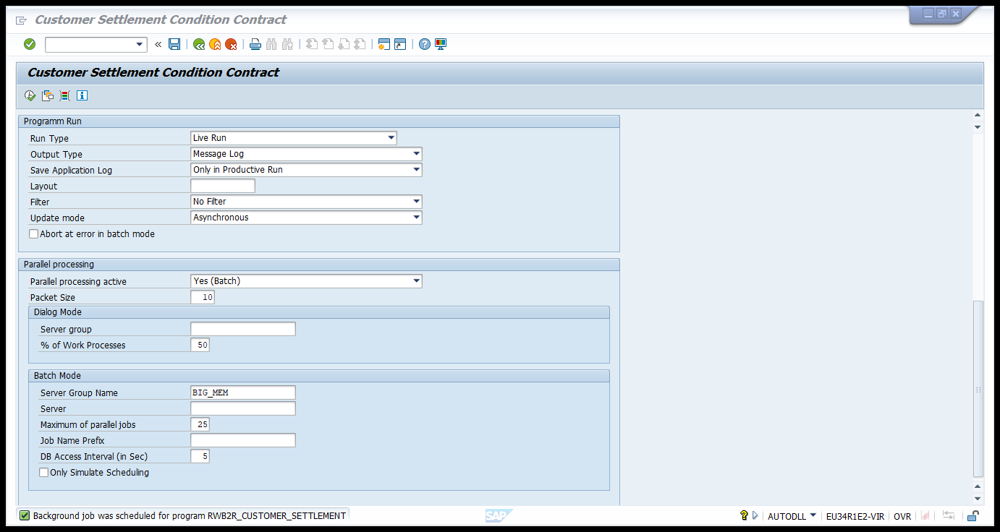 Customer Settlement Condition Contract
Customer Settlement Condition Contract
Programm Run
Run Type Live Run
Output Type Message Log
Save Application Log Only in Productive Run
Layout
Filter No Filter
Update mode Asynchronous
Abort at error in batch mode
Parallel processing
Parallel processing active Yes (Batch)
Packet Size 10
Dialog Mode
Server group
% of Work Processes 50
Batch Mode
Server Group Name BIG_MEM
Server
Maximum of parallel jobs 25
Job Name Prefix
DB Access Interval (in Sec) 5
Only Simulate Scheduling
Background job was scheduled for program RWB2R_CUSTOMER_SETTLEMENT SAP AUTODLL EU34R1E2-VIR OVR